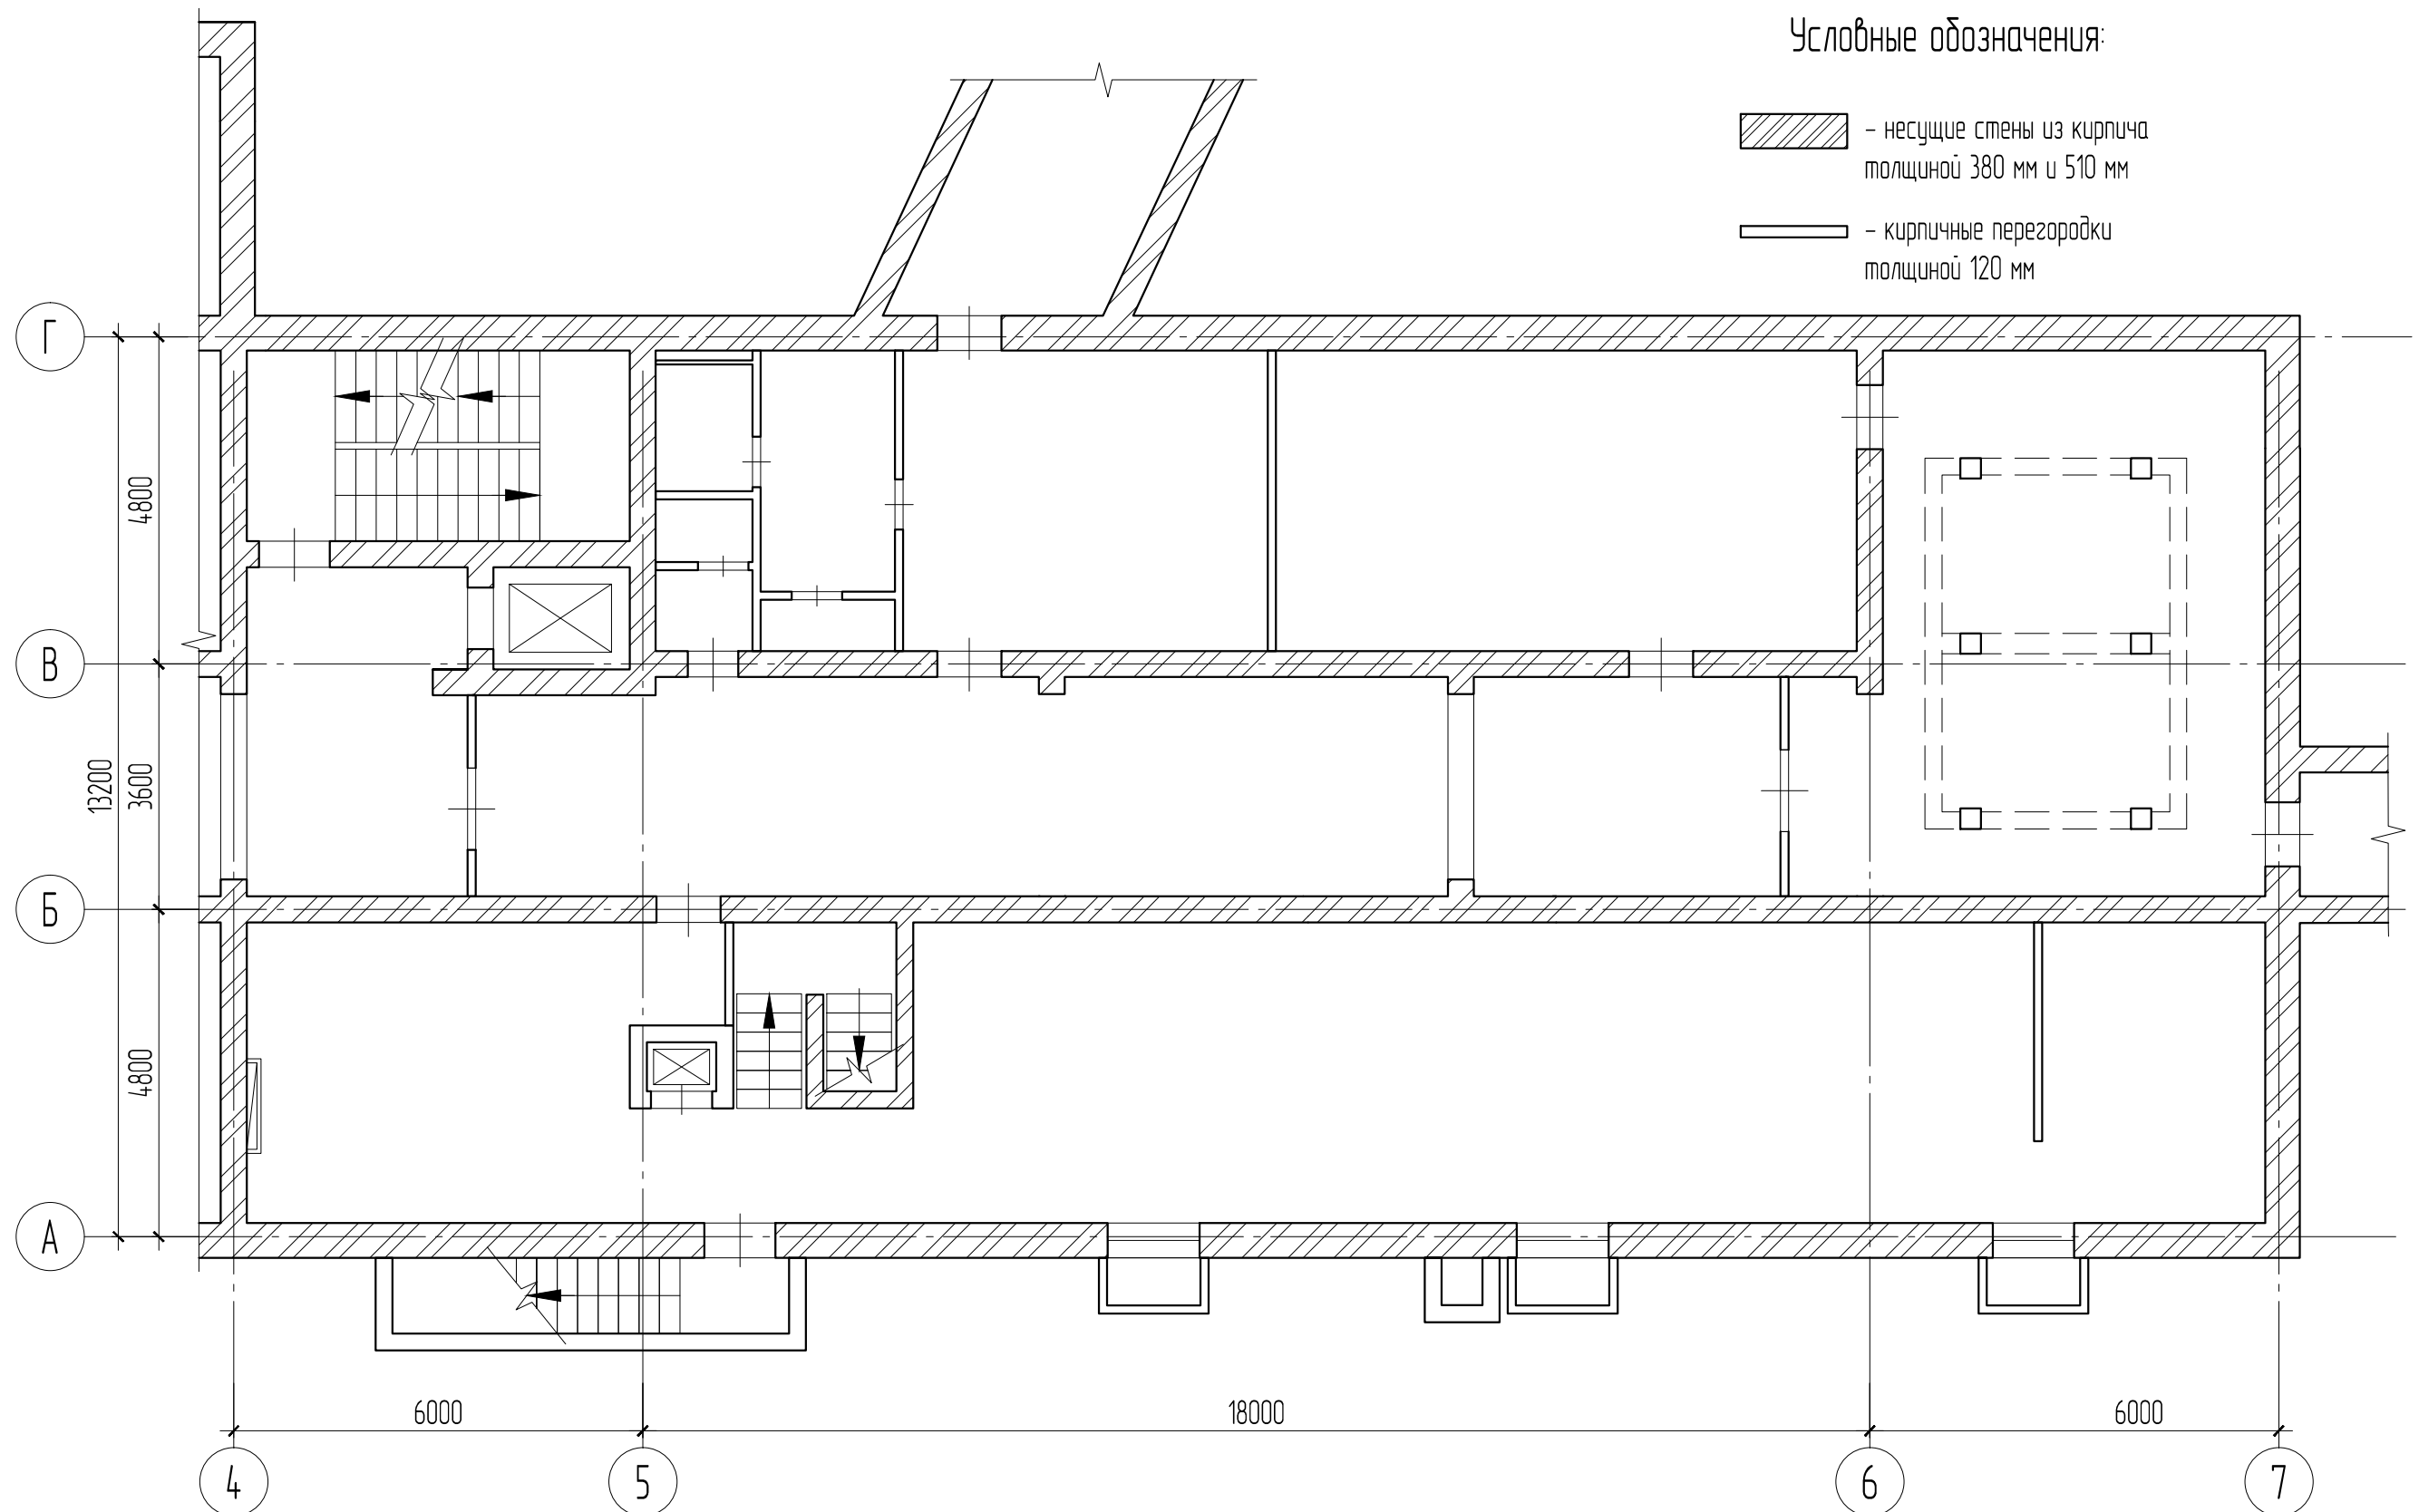 Условные обозначения:
- несущие стены из кирпича
толщиной 380 мм и 510 мм
- кирпичные перегородки
толщиной 120 мм
Г
4800
В
13200
3600
Б
4800
А
6000
18000
6000
4
5
6
7